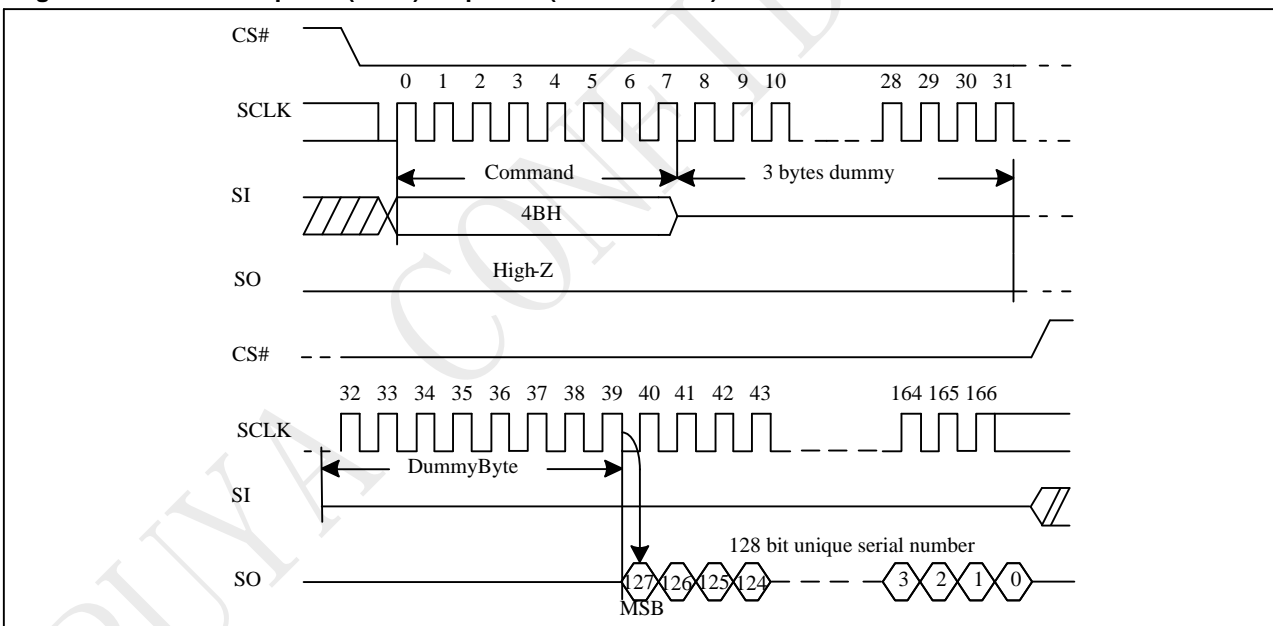 CS#
0 1 2 3 4 5 6 7 8 9 10 28 29 30 31
SCLK
Command 3 bytes dummy
SI
4BH
High-Z
SO
CS#
32 33 34 35 36 37 38 39 40 41 42 43 164 165 166
SCLK
DummyByte
SI
128 bit unique serial number
SO 127 126 125 124 3 2 1 0
MSB